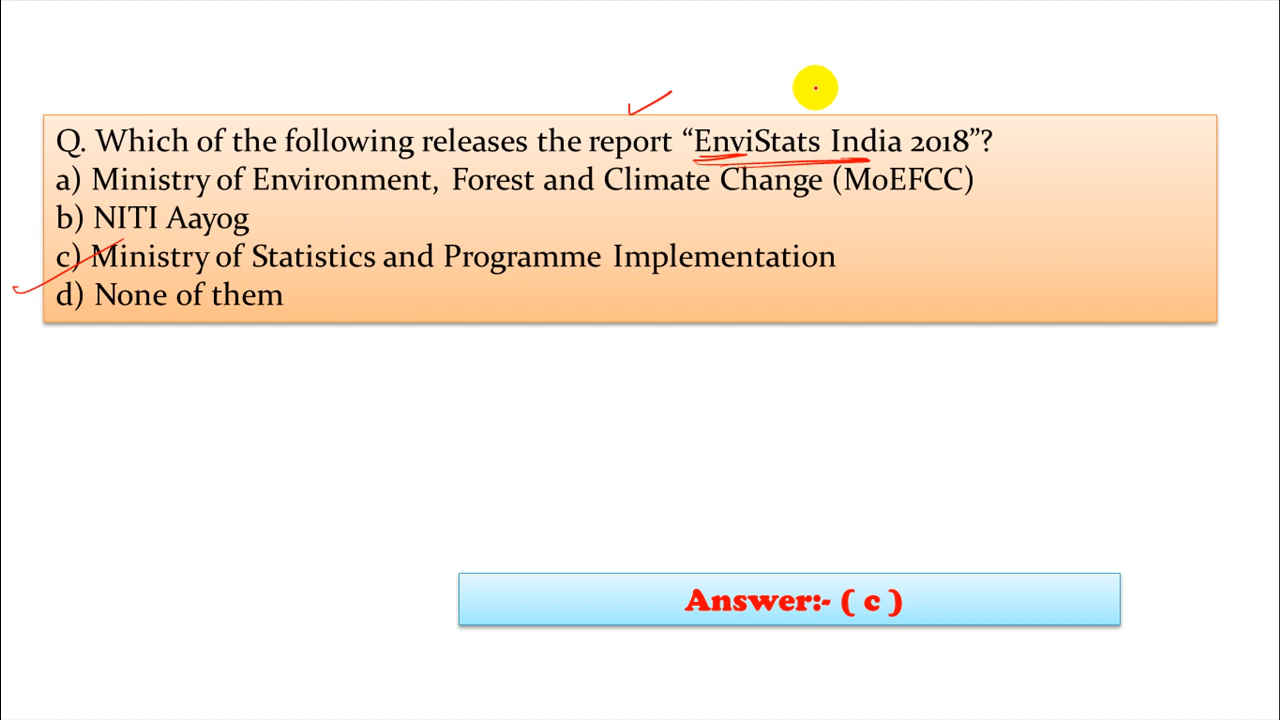 Q. Which of the following releases the report “EnviStats India 2018”?
a) Ministry of Environment, Forest and Climate Change (MoEFCC)
b) NITI Aayog
c) Ministry of Statistics and Programme Implementation
d) None of them
Answer:- ( c )